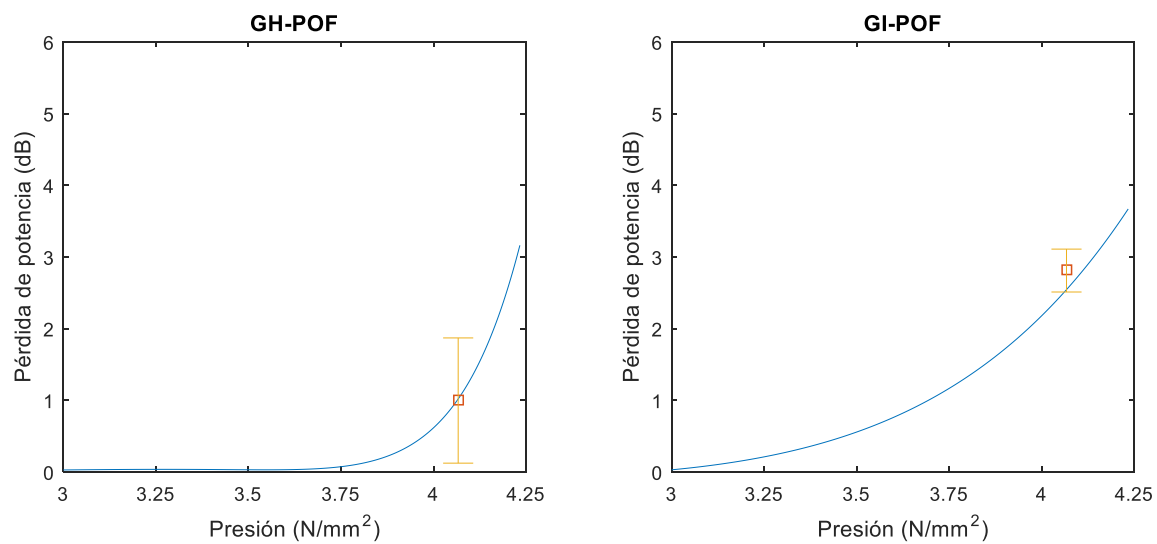 GH-POF
6
5
4
3
2
1
0
Pérdida de potencia (dB)
3 3.25 3.5 3.75 4 4.25
Presión (N/mm²)
GI-POF
6
5
4
3
2
1
0
Pérdida de potencia (dB)
3 3.25 3.5 3.75 4 4.25
Presión (N/mm²)